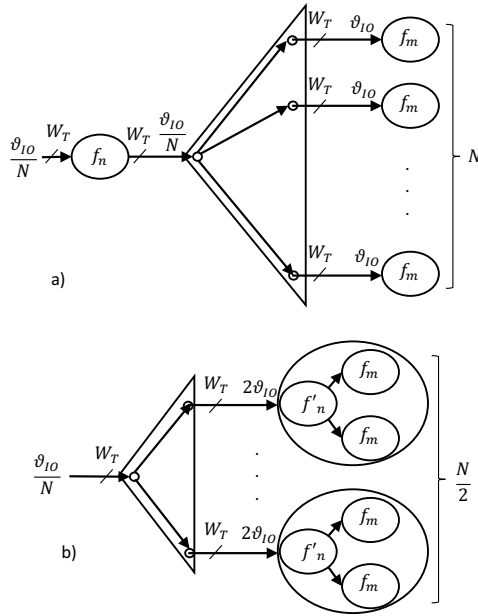 W_T ϑ_IO f_m
W_T ϑ_IO f_m
ϑ_IO/N W_T f_n W_T ϑ_IO/N N
W_T ϑ_IO f_m
a)
W_T 2ϑ_IO f'_n f_m f_m
ϑ_IO/N W_T N/2
W_T 2ϑ_IO f'_n f_m f_m
b)